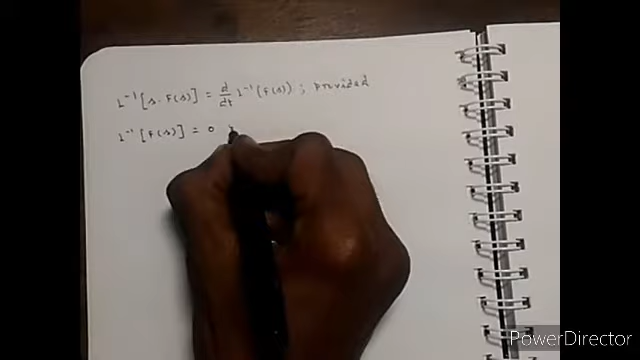 L⁻¹[s. F(s)] = d/dt L⁻¹(F(s)) ; Provided
L⁻¹[F(s)] = 0
PowerDirector